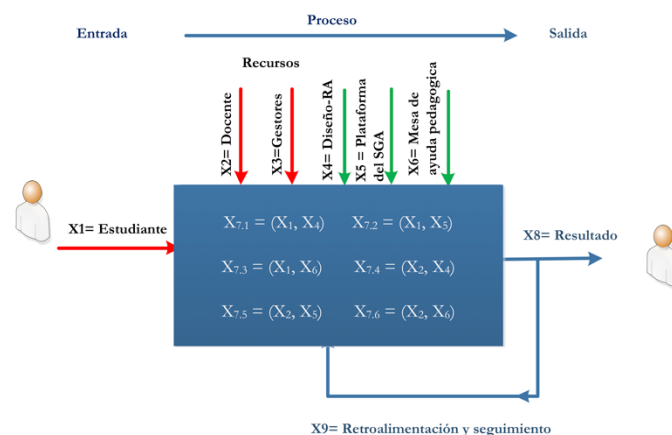 Proceso
Entrada
Salida
Recursos
X2= Docente
X3=Gestores
X4= Diseño-RA
X5 = Plataforma
del SGA
X6= Mesa de
ayuda pedagogica
X1= Estudiante
X7.1 = (X1, X4) X7.2 = (X1, X5)
X7.3 = (X1, X6) X7.4 = (X2, X4)
X7.5 = (X2, X5) X7.6 = (X2, X6)
X8= Resultado
X9= Retroalimentación y seguimiento